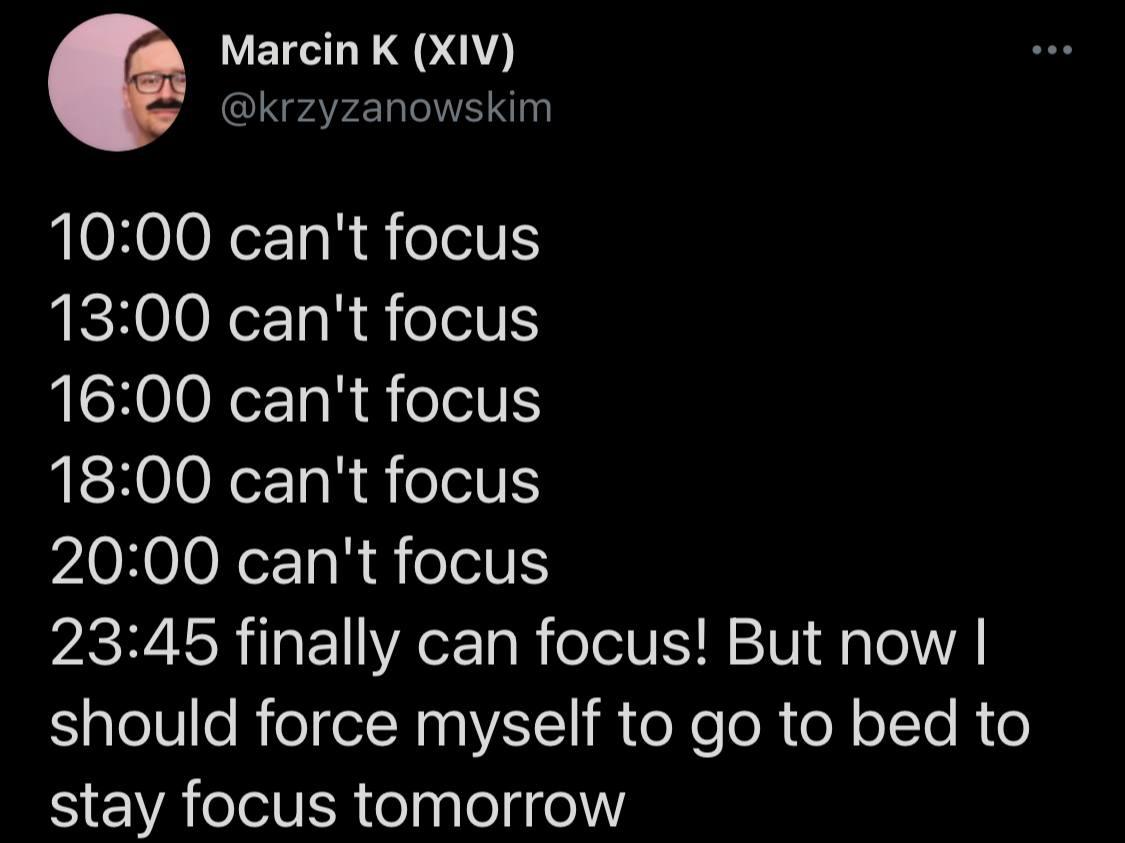 Marcin K (XIV)
@krzyzanowskim
10:00 can't focus
13:00 can't focus
16:00 can't focus
18:00 can't focus
20:00 can't focus
23:45 finally can focus! But now I
should force myself to go to bed to
stay focus tomorrow